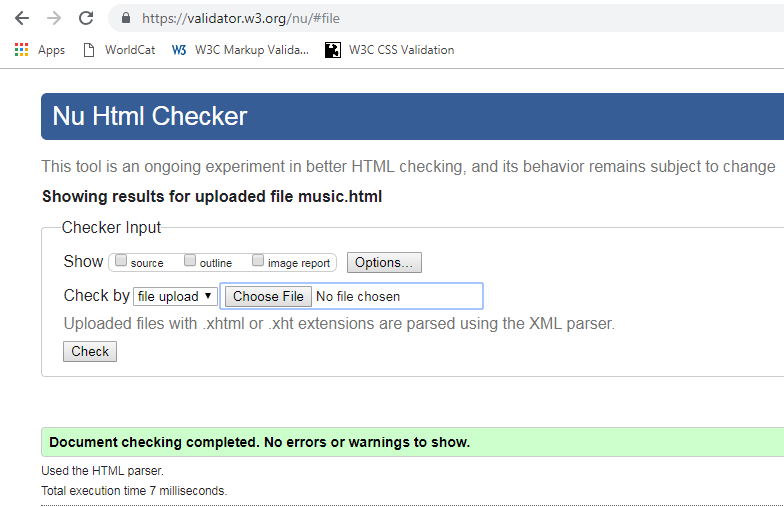 https://validator.w3.org/nu/#file
Apps WorldCat W3 W3C Markup Valida... W3C CSS Validation
Nu Html Checker
This tool is an ongoing experiment in better HTML checking, and its behavior remains subject to change
Showing results for uploaded file music.html
Checker Input
Show source outline image report Options...
Check by file upload Choose File No file chosen
Uploaded files with .xhtml or .xht extensions are parsed using the XML parser.
Check
Document checking completed. No errors or warnings to show.
Used the HTML parser.
Total execution time 7 milliseconds.